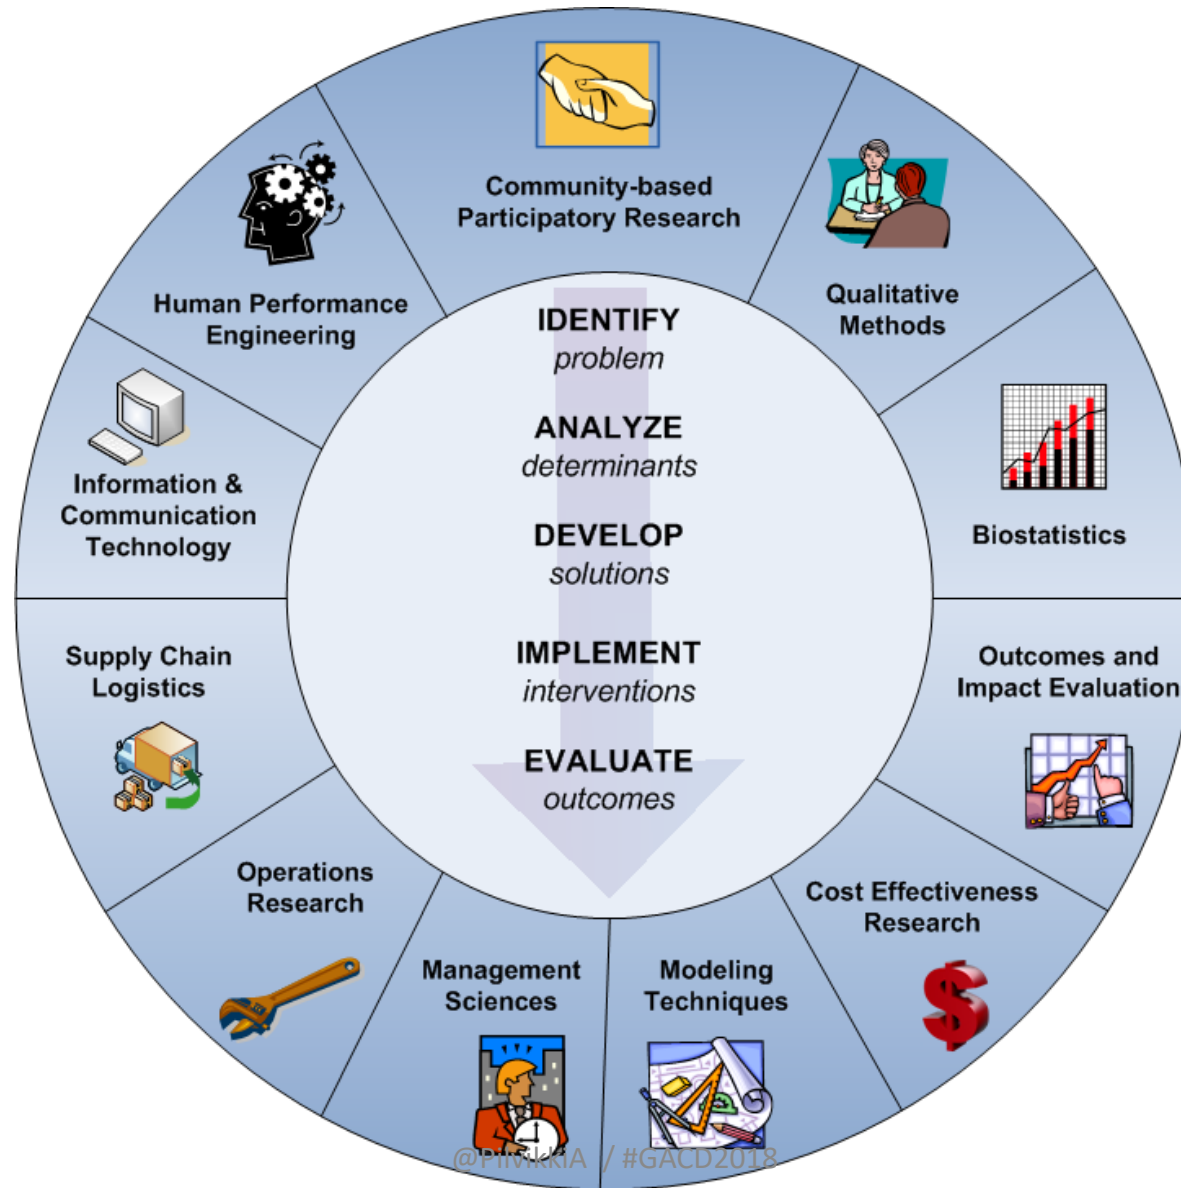 Community-based
Participatory Research
Qualitative
Methods
Biostatistics
Outcomes and
Impact Evaluation
Cost Effectiveness
Research
Modeling
Techniques
Management
Sciences
Operations
Research
Supply Chain
Logistics
Information &
Communication
Technology
Human Performance
Engineering
IDENTIFY
problem
ANALYZE
determinants
DEVELOP
solutions
IMPLEMENT
interventions
EVALUATE
outcomes
@PilvikkiA / #GACD2018